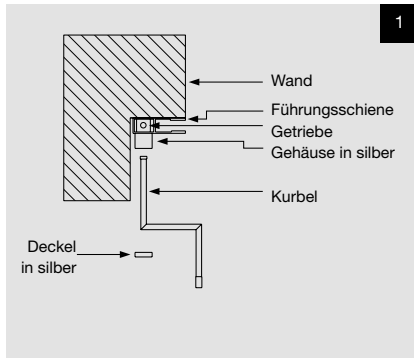 1
Wand
Führungsschiene
Getriebe
Gehäuse in silber
Kurbel
Deckel
in silber